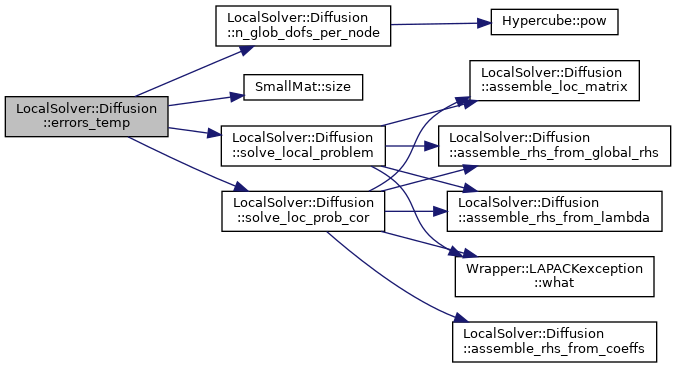 LocalSolver::Diffusion
::errors_temp
LocalSolver::Diffusion
::n_glob_dofs_per_node
Hypercube::pow
SmallMat::size
LocalSolver::Diffusion
::solve_local_problem
LocalSolver::Diffusion
::solve_loc_prob_cor
LocalSolver::Diffusion
::assemble_loc_matrix
LocalSolver::Diffusion
::assemble_rhs_from_global_rhs
LocalSolver::Diffusion
::assemble_rhs_from_lambda
Wrapper::LAPACKexception
::what
LocalSolver::Diffusion
::assemble_rhs_from_coeffs